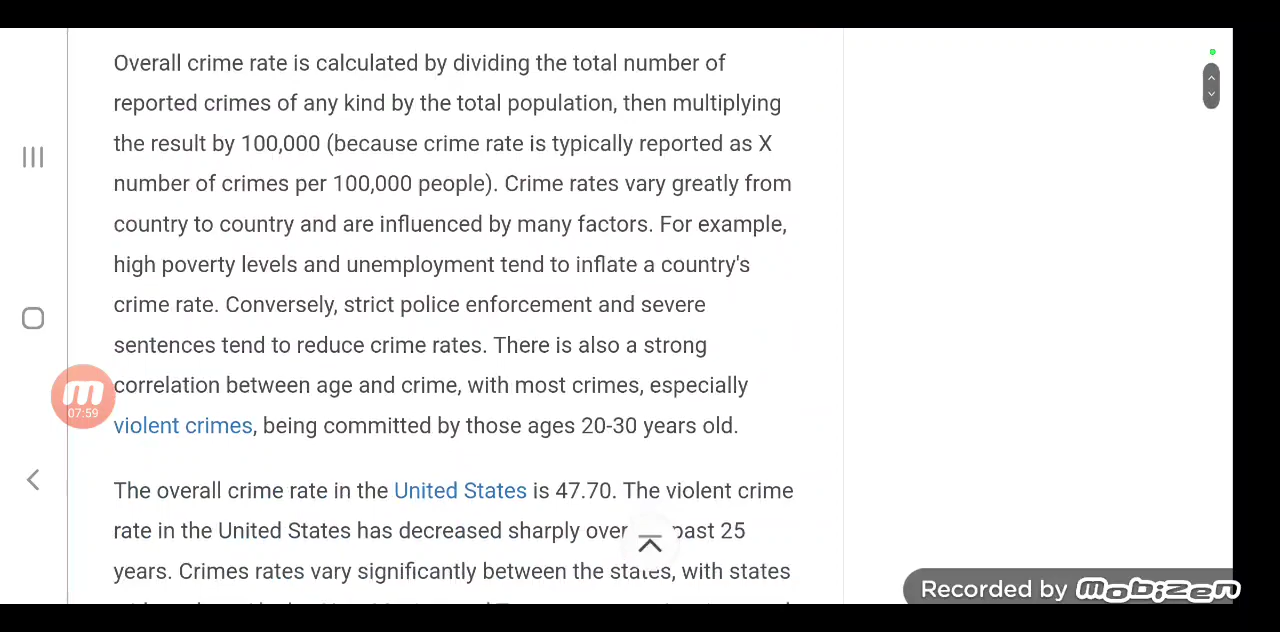 Overall crime rate is calculated by dividing the total number of
reported crimes of any kind by the total population, then multiplying
the result by 100,000 (because crime rate is typically reported as X
number of crimes per 100,000 people). Crime rates vary greatly from
country to country and are influenced by many factors. For example,
high poverty levels and unemployment tend to inflate a country's
crime rate. Conversely, strict police enforcement and severe
sentences tend to reduce crime rates. There is also a strong
correlation between age and crime, with most crimes, especially
violent crimes, being committed by those ages 20-30 years old.
m
07:59
The overall crime rate in the United States is 47.70. The violent crime
rate in the United States has decreased sharply over past 25
years. Crimes rates vary significantly between the states, with states
Recorded by mobizen